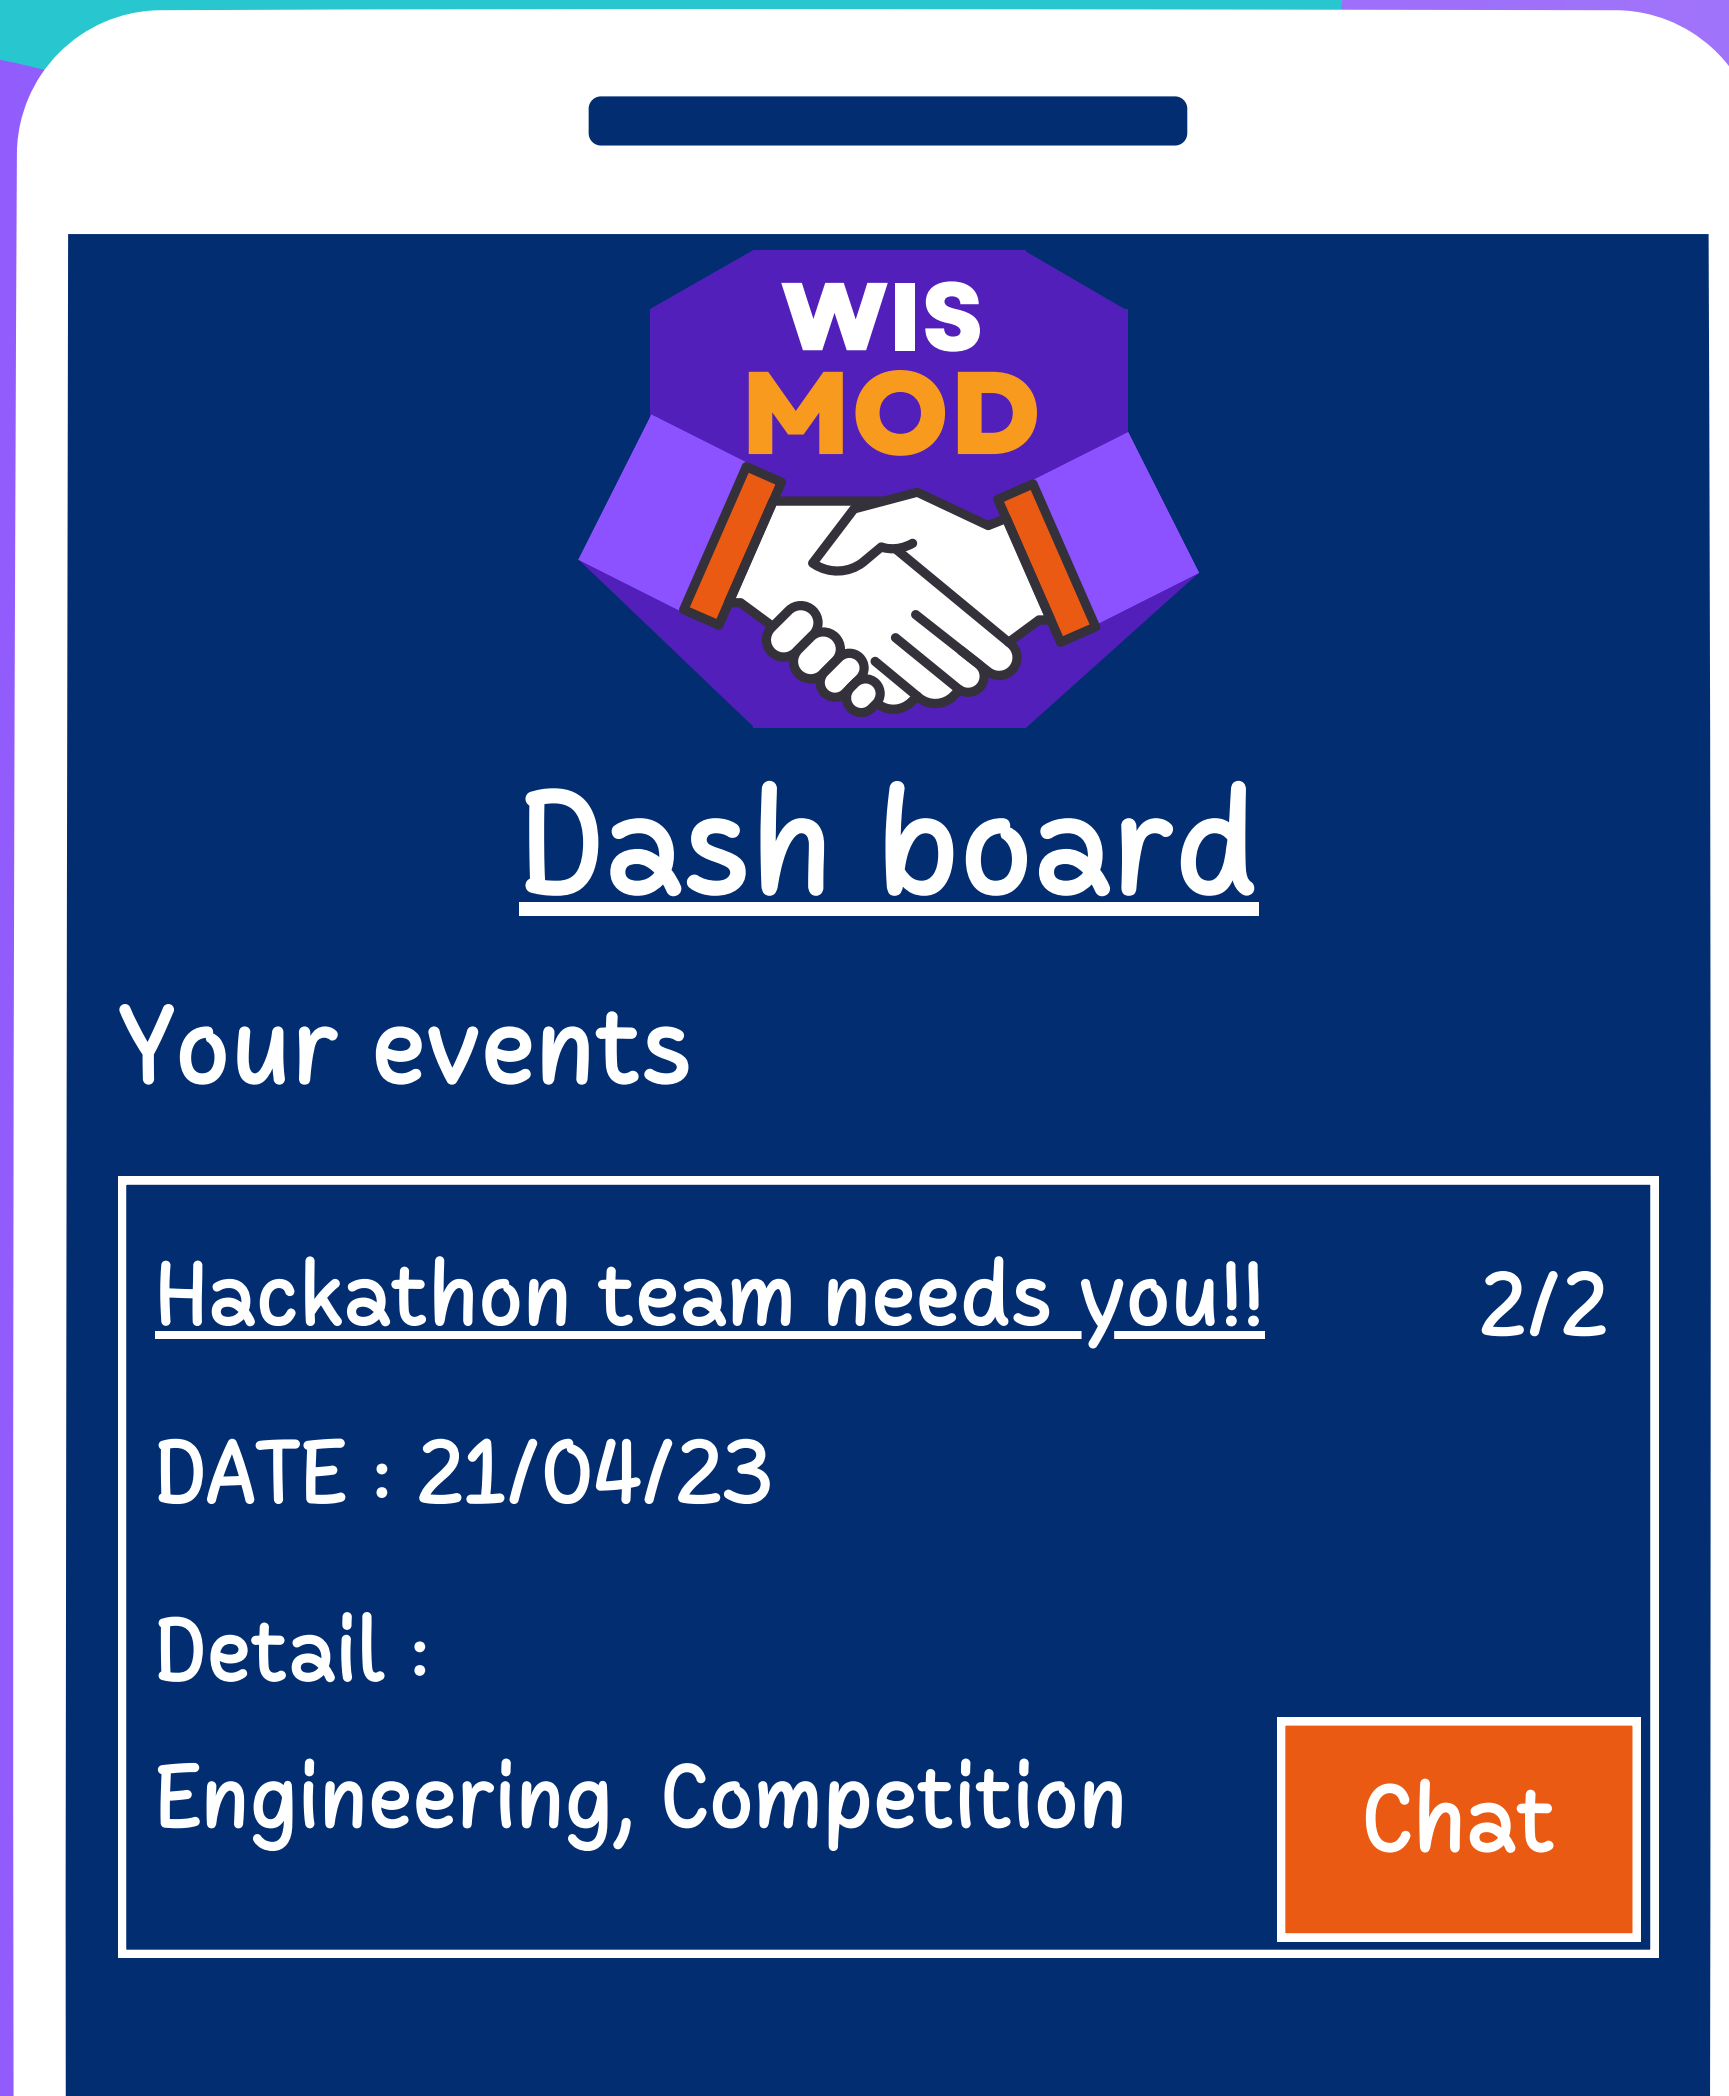 WIS
MOD
Dash board
Your events
Hackathon team needs you!! 2/2
DATE : 21/04/23
Detail :
Engineering, Competition
Chat